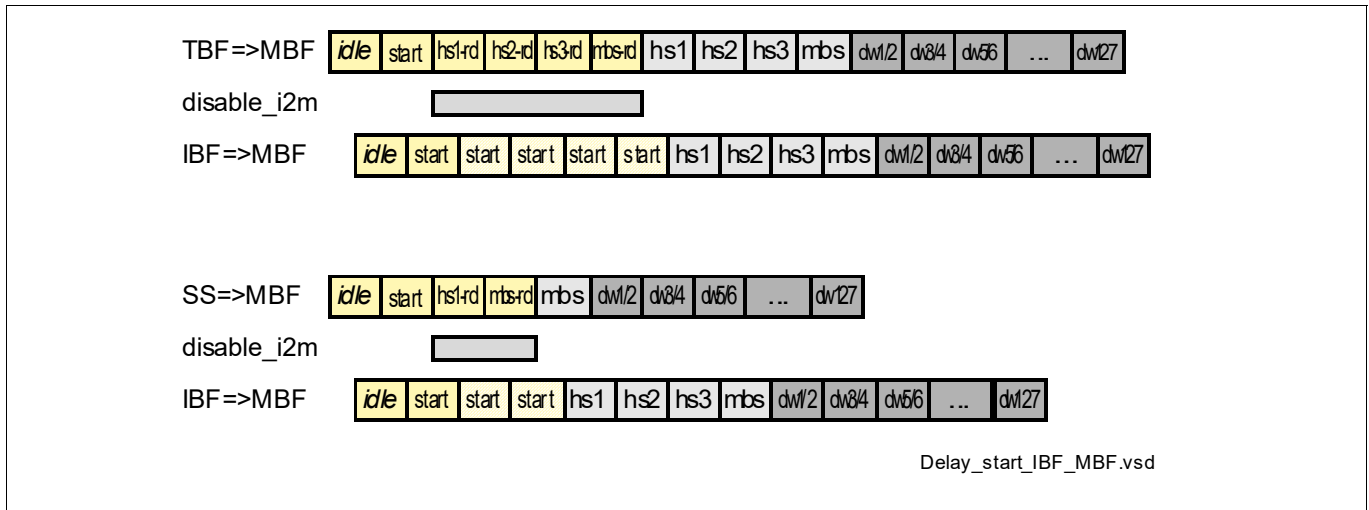 TBF=>MBF idle start hs1-rd hs2-rd hs3-rd mbs-rd hs1 hs2 hs3 mbs dw1/2 dw3/4 dw5/6 ... dw127
disable_i2m
IBF=>MBF idle start start start start start hs1 hs2 hs3 mbs dw1/2 dw3/4 dw5/6 ... dw127
SS=>MBF idle start hs1-rd mbs-rd mbs dw1/2 dw3/4 dw5/6 ... dw127
disable_i2m
IBF=>MBF idle start start start hs1 hs2 hs3 mbs dw1/2 dw3/4 dw5/6 ... dw127
Delay_start_IBF_MBF.vsd